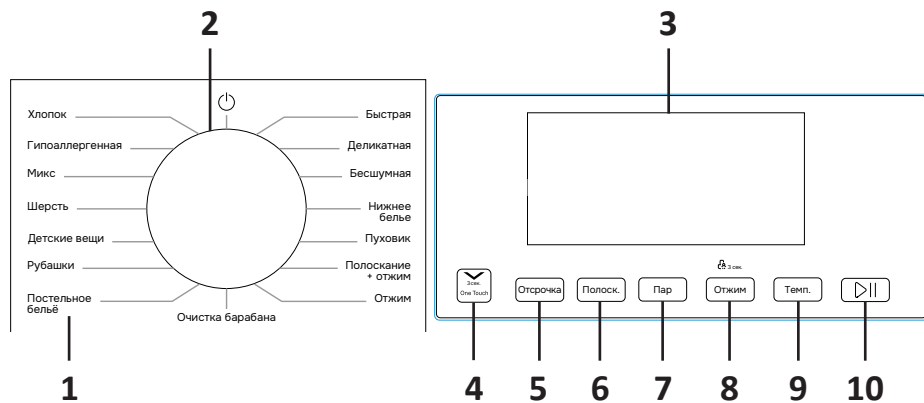 2
3
Хлопок
Быстрая
Гипоаллергенная
Деликатная
Микс
Бесшумная
Шерсть
Нижнее
белье
Детские вещи
Пуховик
Рубашки
Полоскание
+ отжим
Постельное
бельё
Отжим
Очистка барабана
3 сек.
3 сек.
One Touch
Отсрочка
Полоск.
Пар
Отжим
Темп.
1
4
5
6
7
8
9
10